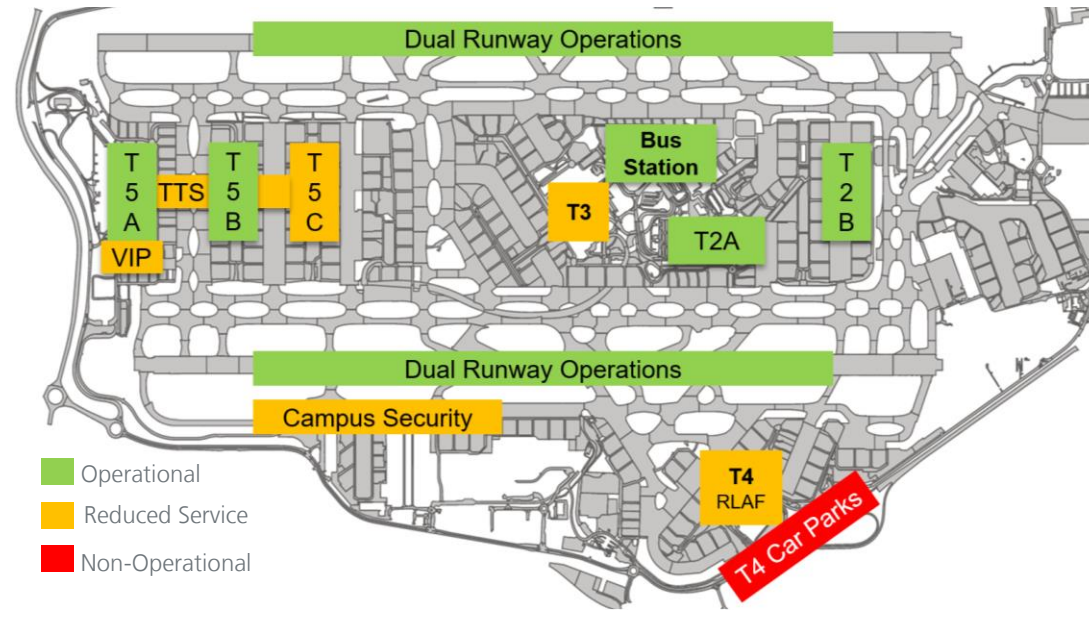 Dual Runway Operations
Bus
Station
T
5
A
TTS
T
5
B
T
5
C
T3
T2A
T
2
B
VIP
Dual Runway Operations
Campus Security
T4
RLAF
T4 Car Parks
Operational
Reduced Service
Non-Operational